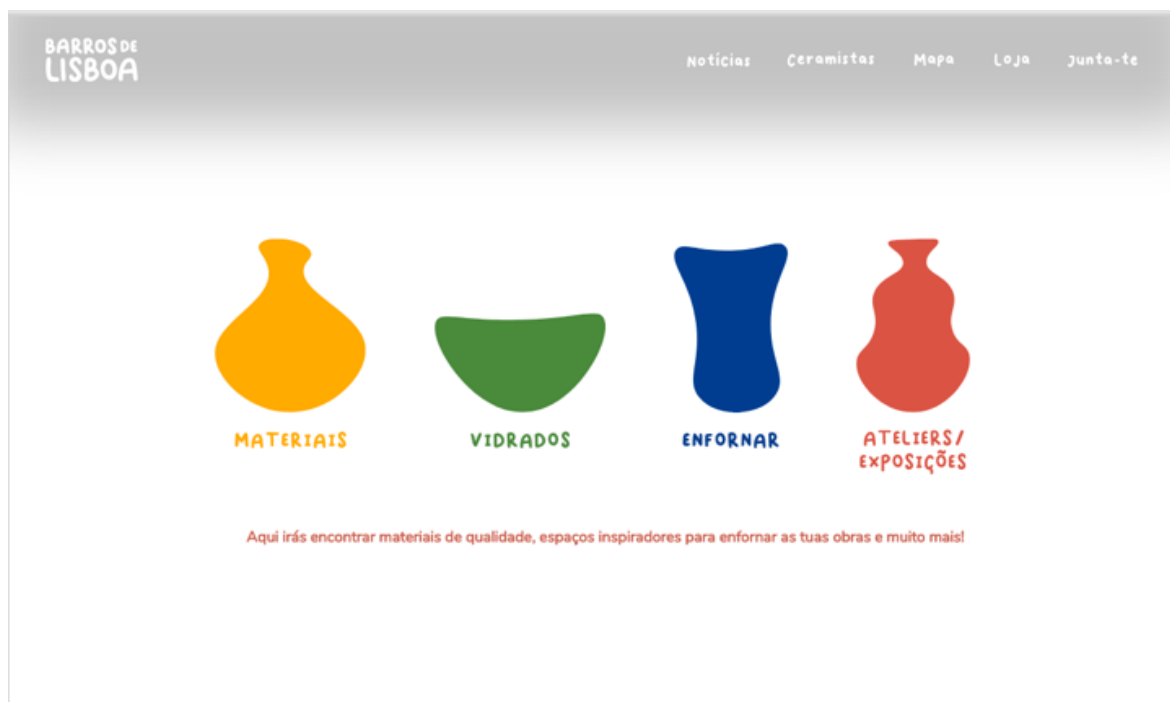 BARROS DE
LISBOA
Notícias Ceramistas Mapa Loja Junta-te
MATERIAIS VIDRADOS ENFORNAR ATELIERS/
EXPOSIÇÕES
Aqui irás encontrar materiais de qualidade, espaços inspiradores para enfornar as tuas obras e muito mais!